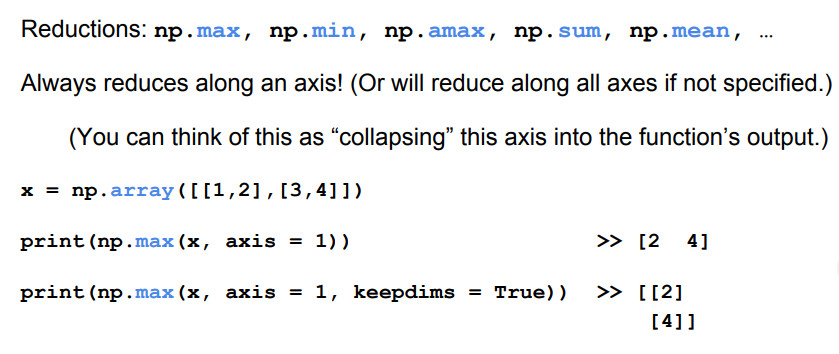 Reductions: np.max, np.min, np.amax, np.sum, np.mean, …
Always reduces along an axis! (Or will reduce along all axes if not specified.)
(You can think of this as “collapsing” this axis into the function’s output.)
x = np.array([[1,2],[3,4]])
print(np.max(x, axis = 1)) >> [2 4]
print(np.max(x, axis = 1, keepdims = True)) >> [[2]
[4]]